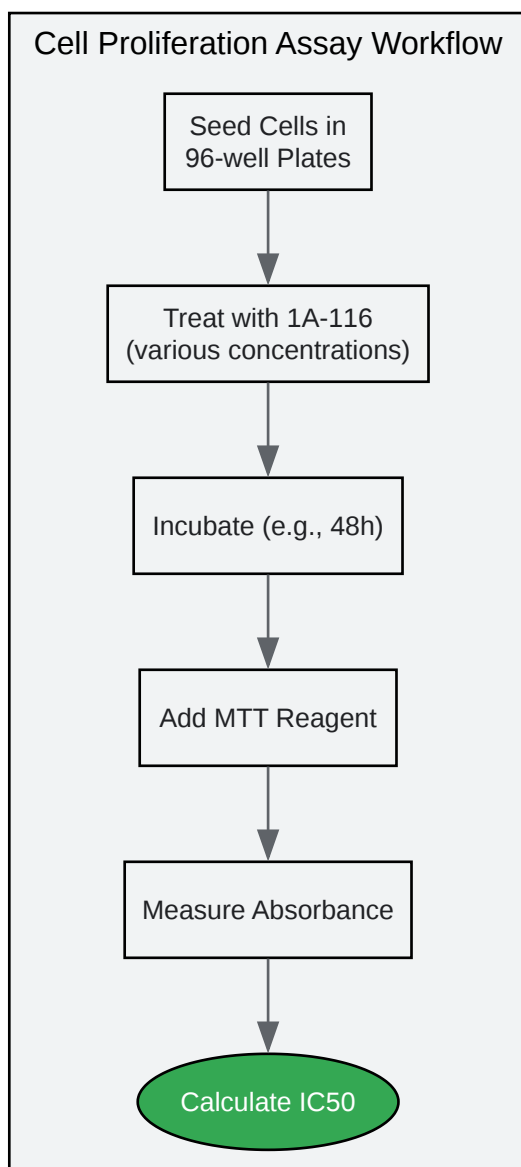 Cell Proliferation Assay Workflow
Seed Cells in
96-well Plates
Treat with 1A-116
(various concentrations)
Incubate (e.g., 48h)
Add MTT Reagent
Measure Absorbance
Calculate IC50